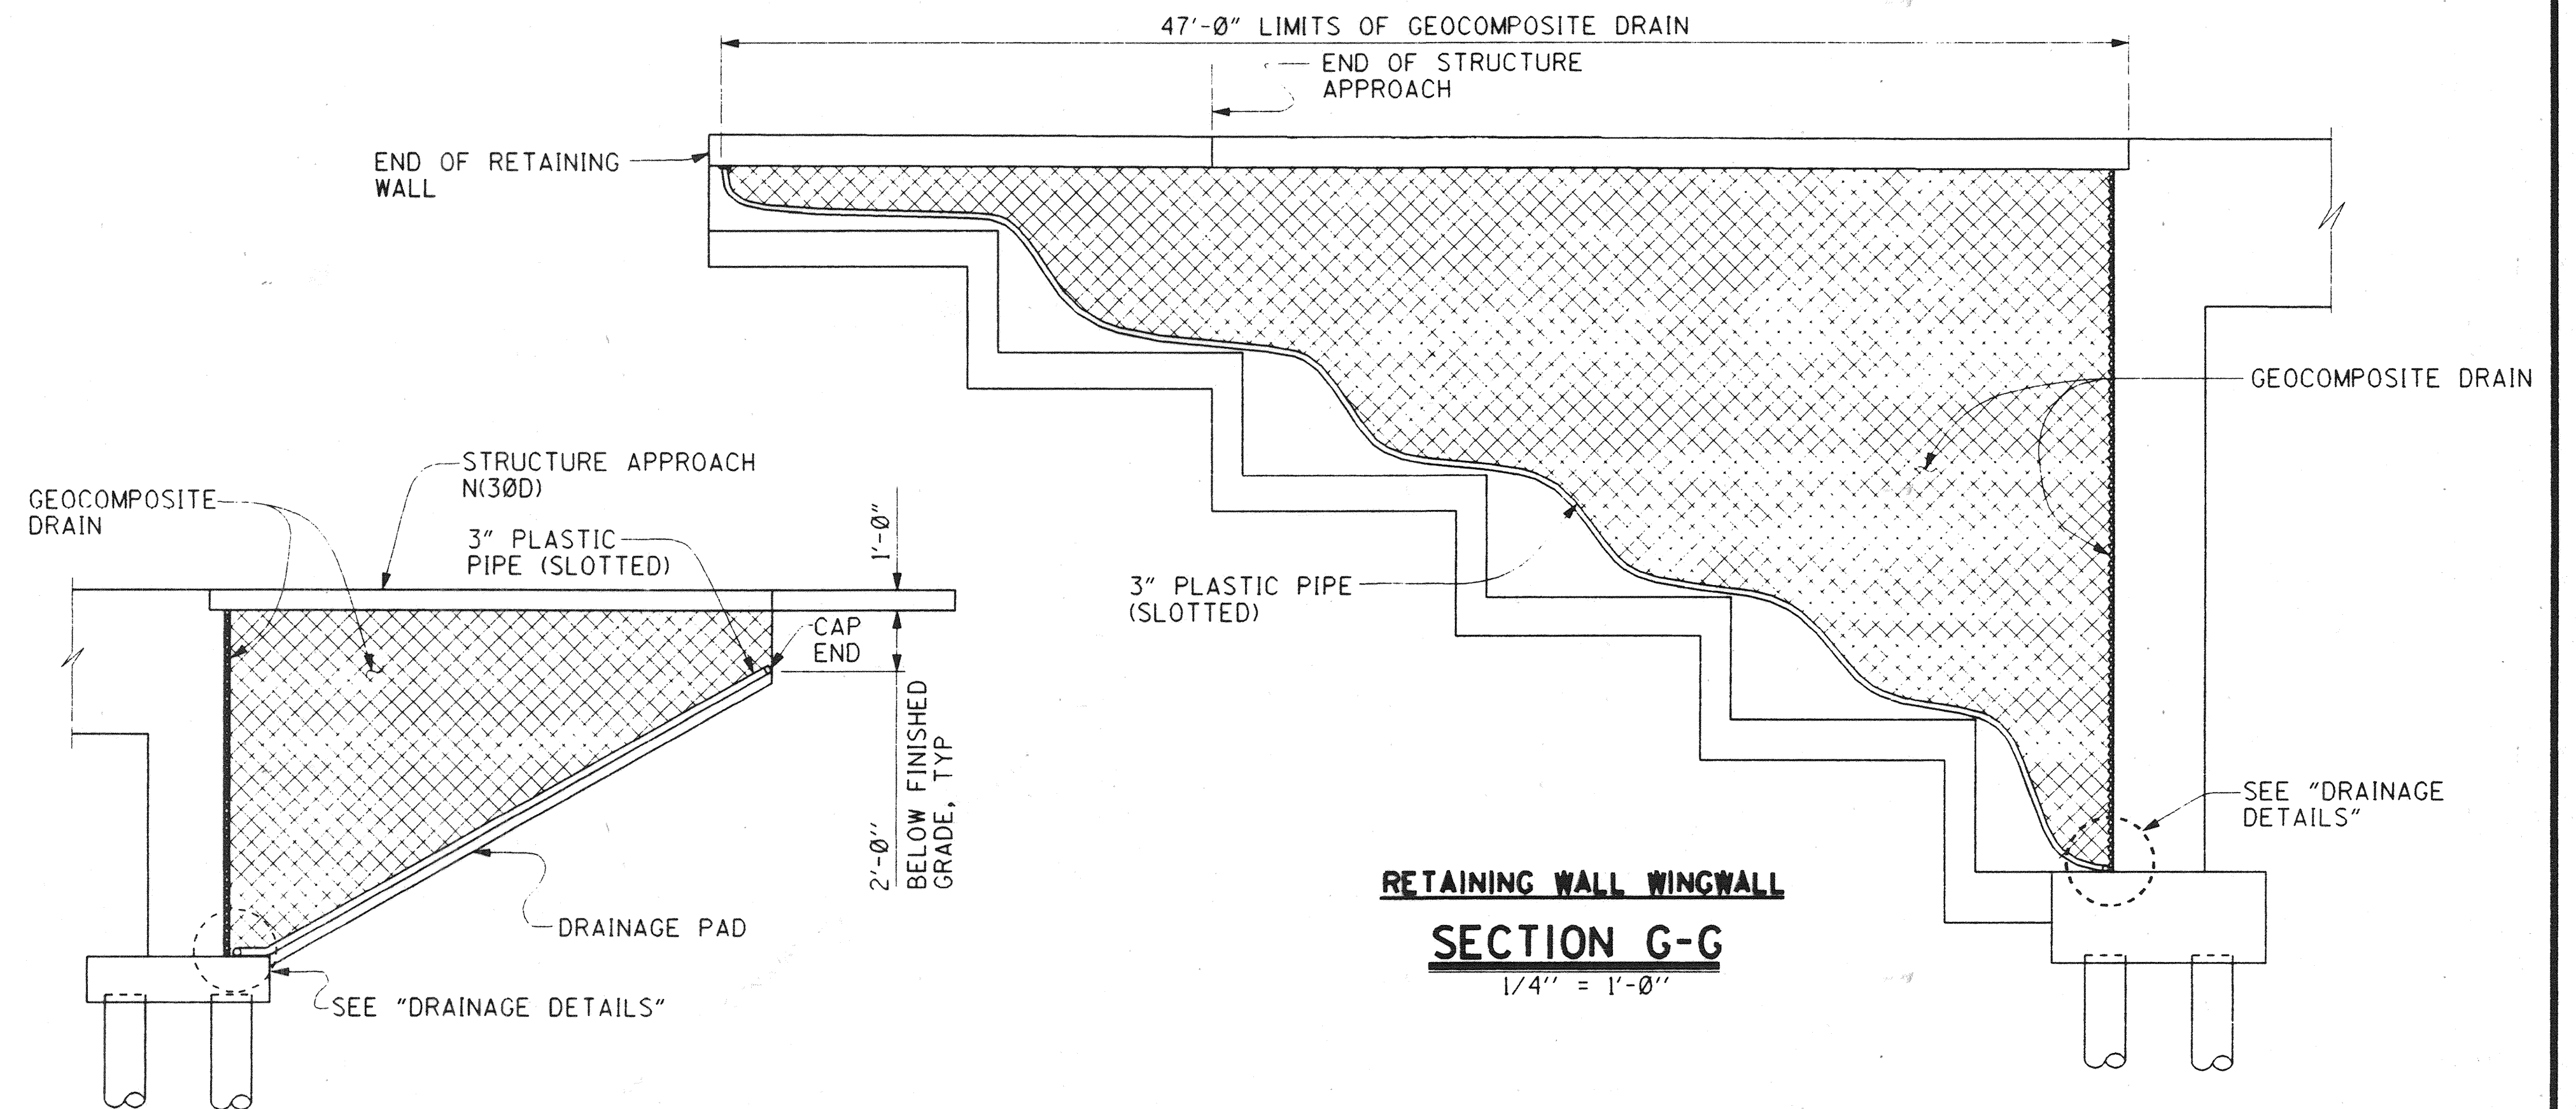 47'-0" LIMITS OF GEOCOMPOSITE DRAIN
END OF STRUCTURE
APPROACH
END OF RETAINING
WALL
GEOCOMPOSITE DRAIN
STRUCTURE APPROACH
N(30D)
GEOCOMPOSITE
DRAIN
3" PLASTIC
PIPE (SLOTTED)
1'-0"
CAP
END
2'-0"
BELOW FINISHED
GRADE, TYP
3" PLASTIC PIPE
(SLOTTED)
DRAINAGE PAD
SEE "DRAINAGE DETAILS"
SEE "DRAINAGE
DETAILS"
RETAINING WALL WINGWALL
SECTION G-G
1/4" = 1'-0"